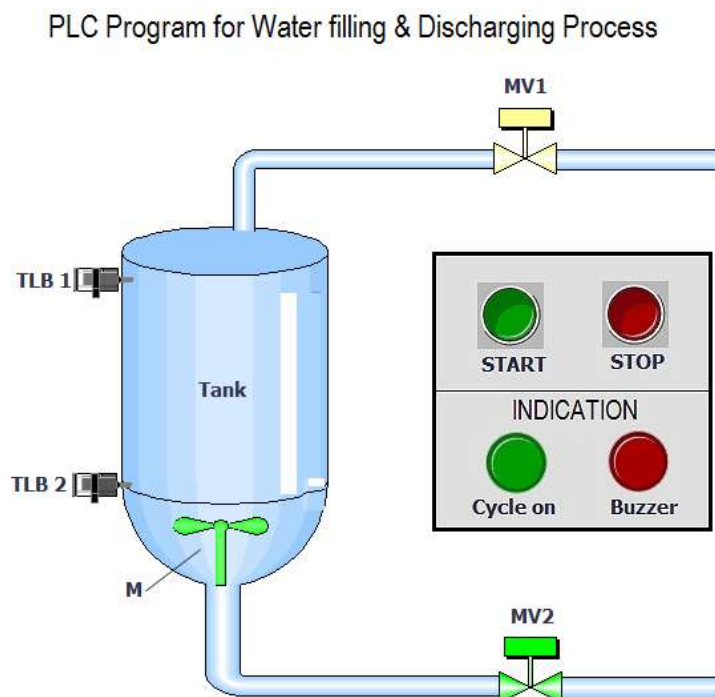 PLC Program for Water filling & Discharging Process
MV1
TLB 1
START
STOP
Tank
INDICATION
TLB 2
Cycle on
Buzzer
M
MV2